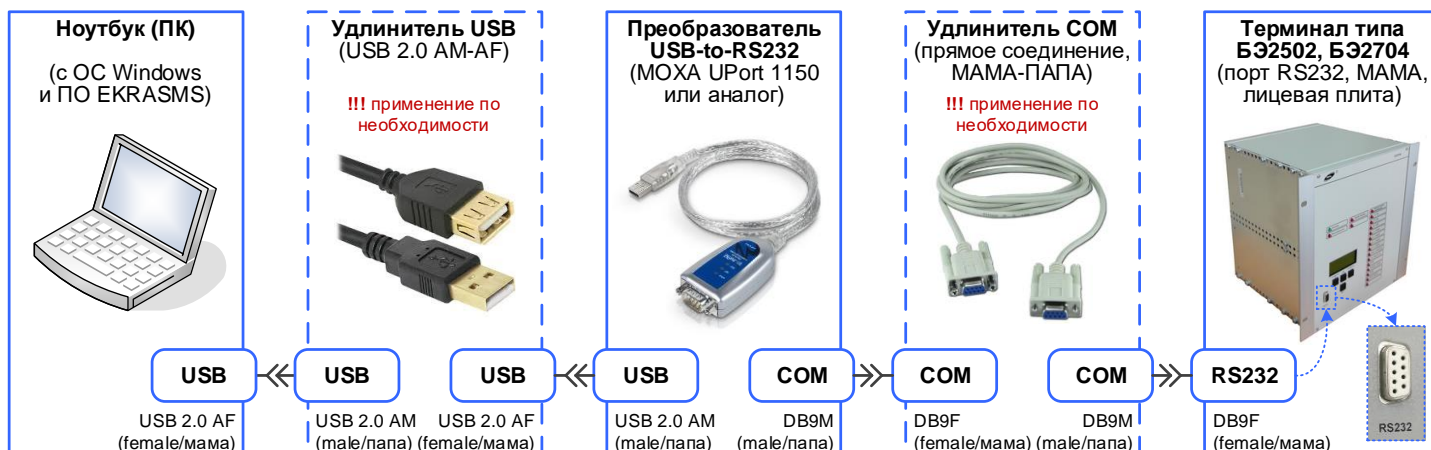 Ноутбук (ПК)
(с ОС Windows
и ПО EKRASMS)
Удлинитель USB
(USB 2.0 AM-AF)
!!! применение по
необходимости
Преобразователь
USB-to-RS232
(MOXA UPort 1150
или аналог)
Удлинитель COM
(прямое соединение,
МАМА-ПАПА)
!!! применение по
необходимости
Терминал типа
БЭ2502, БЭ2704
(порт RS232, МАМА,
лицевая плита)
USB
USB
USB
USB
COM
COM
COM
RS232
USB 2.0 AF
(female/мама)
USB 2.0 AM
(male/папа)
USB 2.0 AF
(female/мама)
USB 2.0 AM
(male/папа)
DB9M
(male/папа)
DB9F
(female/мама)
DB9M
(male/папа)
DB9F
(female/мама)
RS232